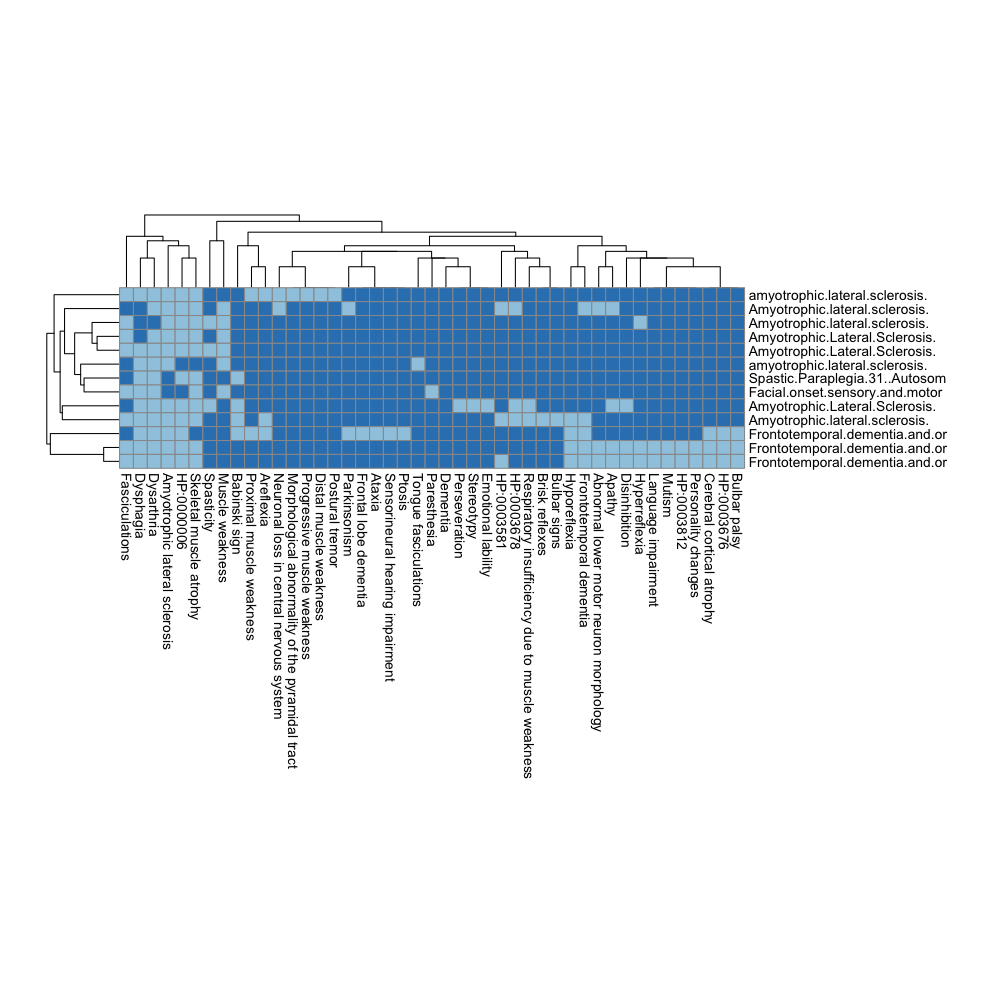 amyotrophic.lateral.sclerosis.
Amyotrophic.lateral.sclerosis.
Amyotrophic.lateral.sclerosis.
Amyotrophic.Lateral.Sclerosis.
Amyotrophic.Lateral.Sclerosis.
amyotrophic.lateral.sclerosis.
Spastic.Paraplegia.31..Autosom
Facial.onset.sensory.and.motor
Amyotrophic.Lateral.Sclerosis.
Amyotrophic.lateral.sclerosis.
Frontotemporal.dementia.and.or
Frontotemporal.dementia.and.or
Frontotemporal.dementia.and.or
Fasciculations
Dysphagia
Dysarthria
Amyotrophic lateral sclerosis
HP:0000006
Skeletal muscle atrophy
Spasticity
Muscle weakness
Babinski sign
Proximal muscle weakness
Areflexia
Neuronal loss in central nervous system
Morphological abnormality of the pyramidal tract
Progressive muscle weakness
Distal muscle weakness
Postural tremor
Parkinsonism
Frontal lobe dementia
Ataxia
Sensorineural hearing impairment
Ptosis
Tongue fasciculations
Paresthesia
Dementia
Perseveration
Stereotypy
Emotional lability
HP:0003581
HP:0003678
Respiratory insufficiency due to muscle weakness
Brisk reflexes
Bulbar signs
Hyporeflexia
Frontotemporal dementia
Abnormal lower motor neuron morphology
Apathy
Disinhibition
Hyperreflexia
Language impairment
Mutism
HP:0003812
Personality changes
Cerebral cortical atrophy
HP:0003676
Bulbar palsy